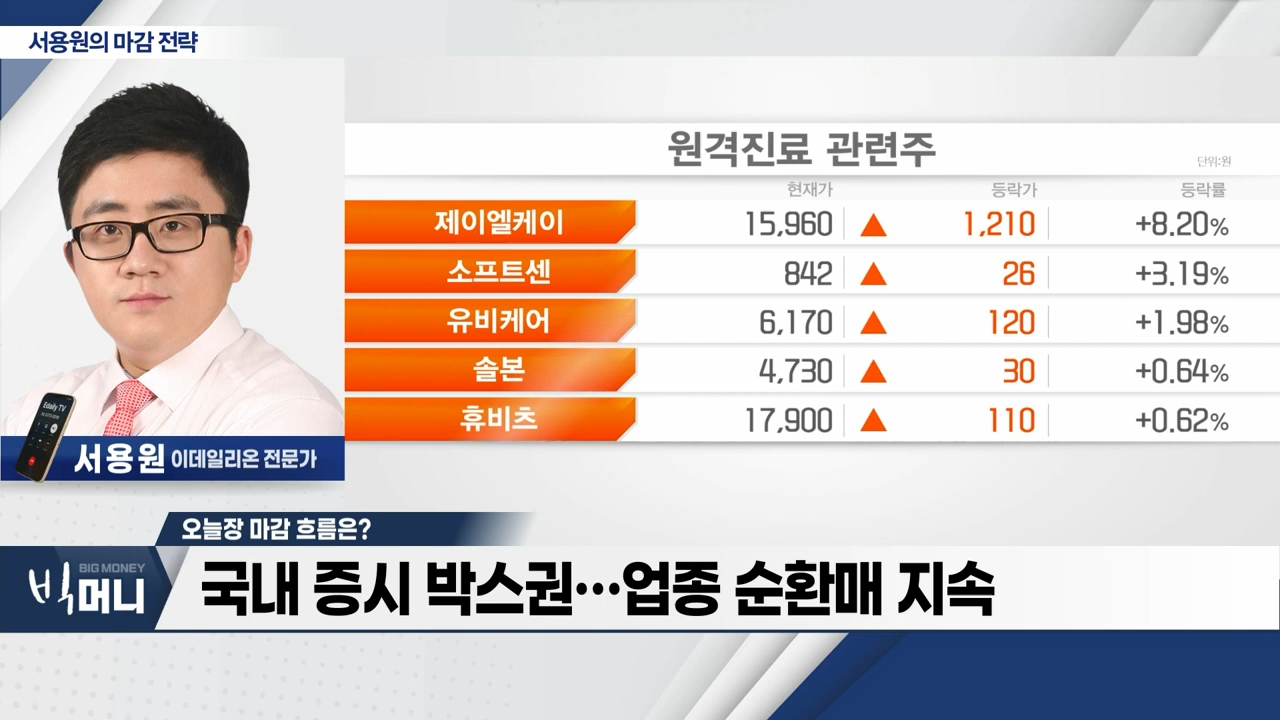 서용원의 마감 전략
원격진료 관련주
단위:원
현재가 등락가 등락률
제이엘케이 15,960 ▲ 1,210 +8.20%
소프트센 842 ▲ 26 +3.19%
유비케어 6,170 ▲ 120 +1.98%
솔본 4,730 ▲ 30 +0.64%
휴비츠 17,900 ▲ 110 +0.62%
Edaily TV
서용원 이데일리온 전문가
오늘장 마감 흐름은?
BIG MONEY
빅머니
국내 증시 박스권…업종 순환매 지속